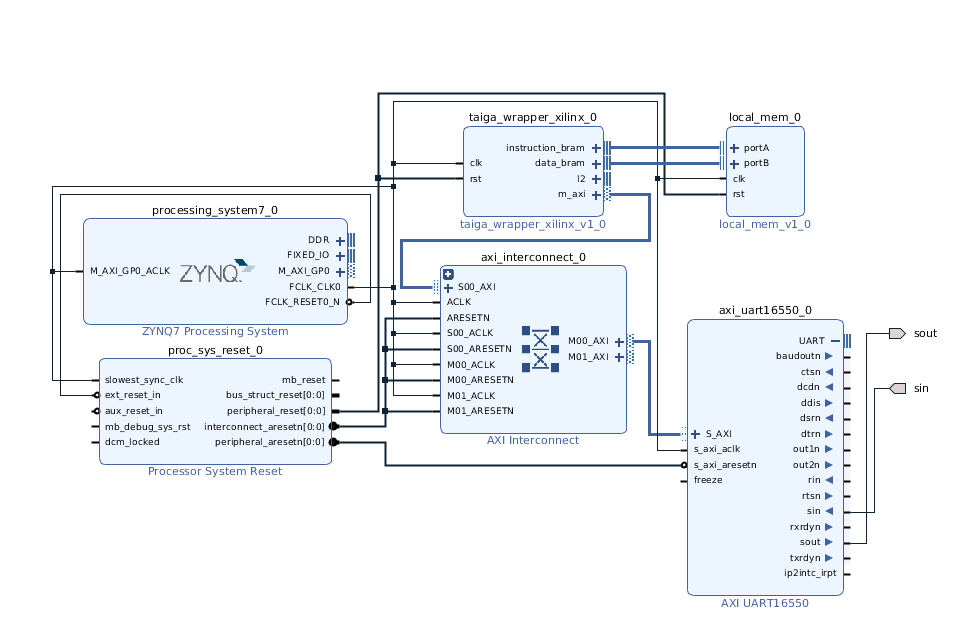 taiga_wrapper_xilinx_0
instruction_bram
data_bram
l2
m_axi
clk
rst
taiga_wrapper_xilinx_v1_0
local_mem_0
portA
portB
clk
rst
local_mem_v1_0
processing_system7_0
M_AXI_GP0_ACLK
ZYNQ
DDR
FIXED_IO
M_AXI_GP0
FCLK_CLK0
FCLK_RESET0_N
ZYNQ7 Processing System
axi_interconnect_0
S00_AXI
ACLK
ARESETN
S00_ACLK
S00_ARESETN
M00_ACLK
M00_ARESETN
M01_ACLK
M01_ARESETN
M00_AXI
M01_AXI
AXI Interconnect
proc_sys_reset_0
slowest_sync_clk
ext_reset_in
aux_reset_in
mb_debug_sys_rst
dcm_locked
mb_reset
bus_struct_reset[0:0]
peripheral_reset[0:0]
interconnect_aresetn[0:0]
peripheral_aresetn[0:0]
Processor System Reset
axi_uart16550_0
S_AXI
s_axi_aclk
s_axi_aresetn
freeze
UART
baudoutn
ctsn
dcdn
ddis
dsrn
dtrn
out1n
out2n
rin
rtsn
sin
rxrdyn
sout
txrdyn
ip2intc_irpt
AXI UART16550
sout
sin